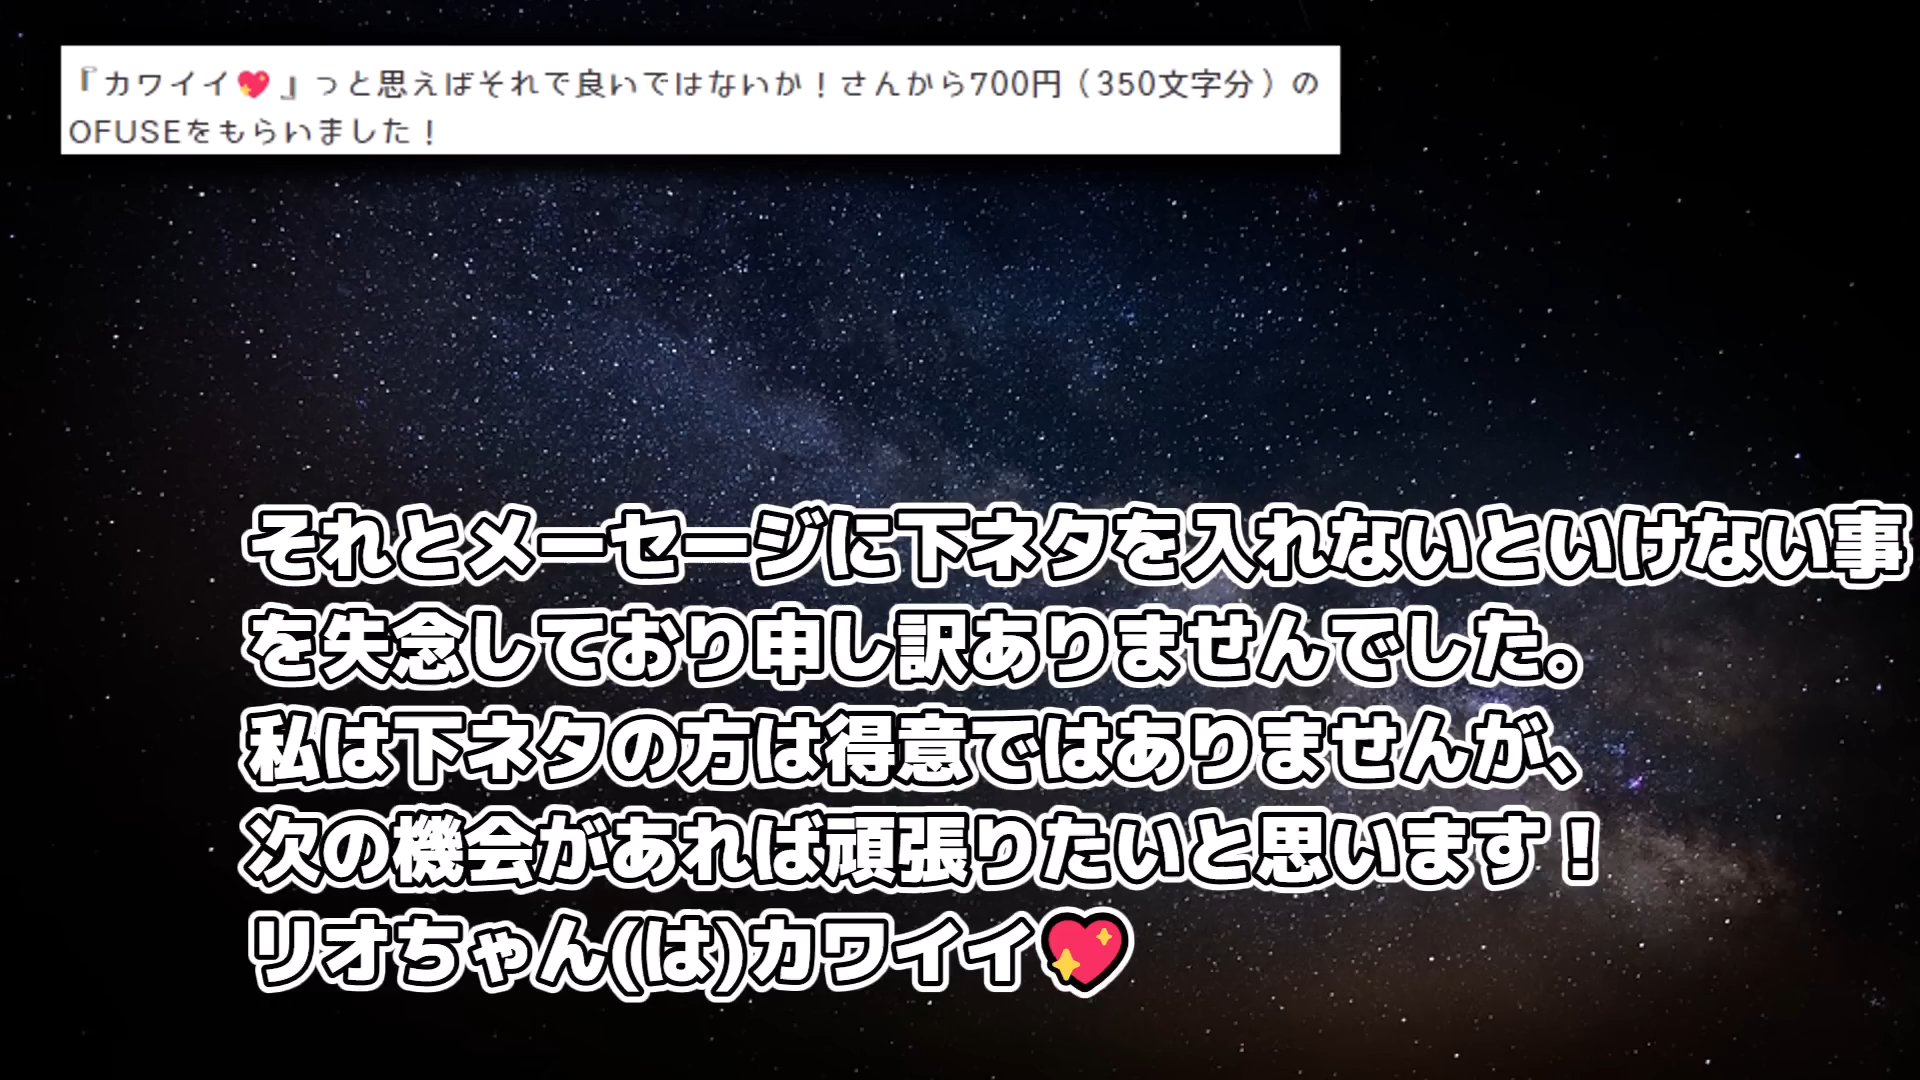 『カワイイ💖』っと思えばそれで良いではないか！さんから700円（350文字分）の
OFUSEをもらいました！
それとメーセージに下ネタを入れないといけない事
を失念しており申し訳ありませんでした。
私は下ネタの方は得意ではありませんが、
次の機会があれば頑張りたいと思います！
リオちゃん(は)カワイイ💖